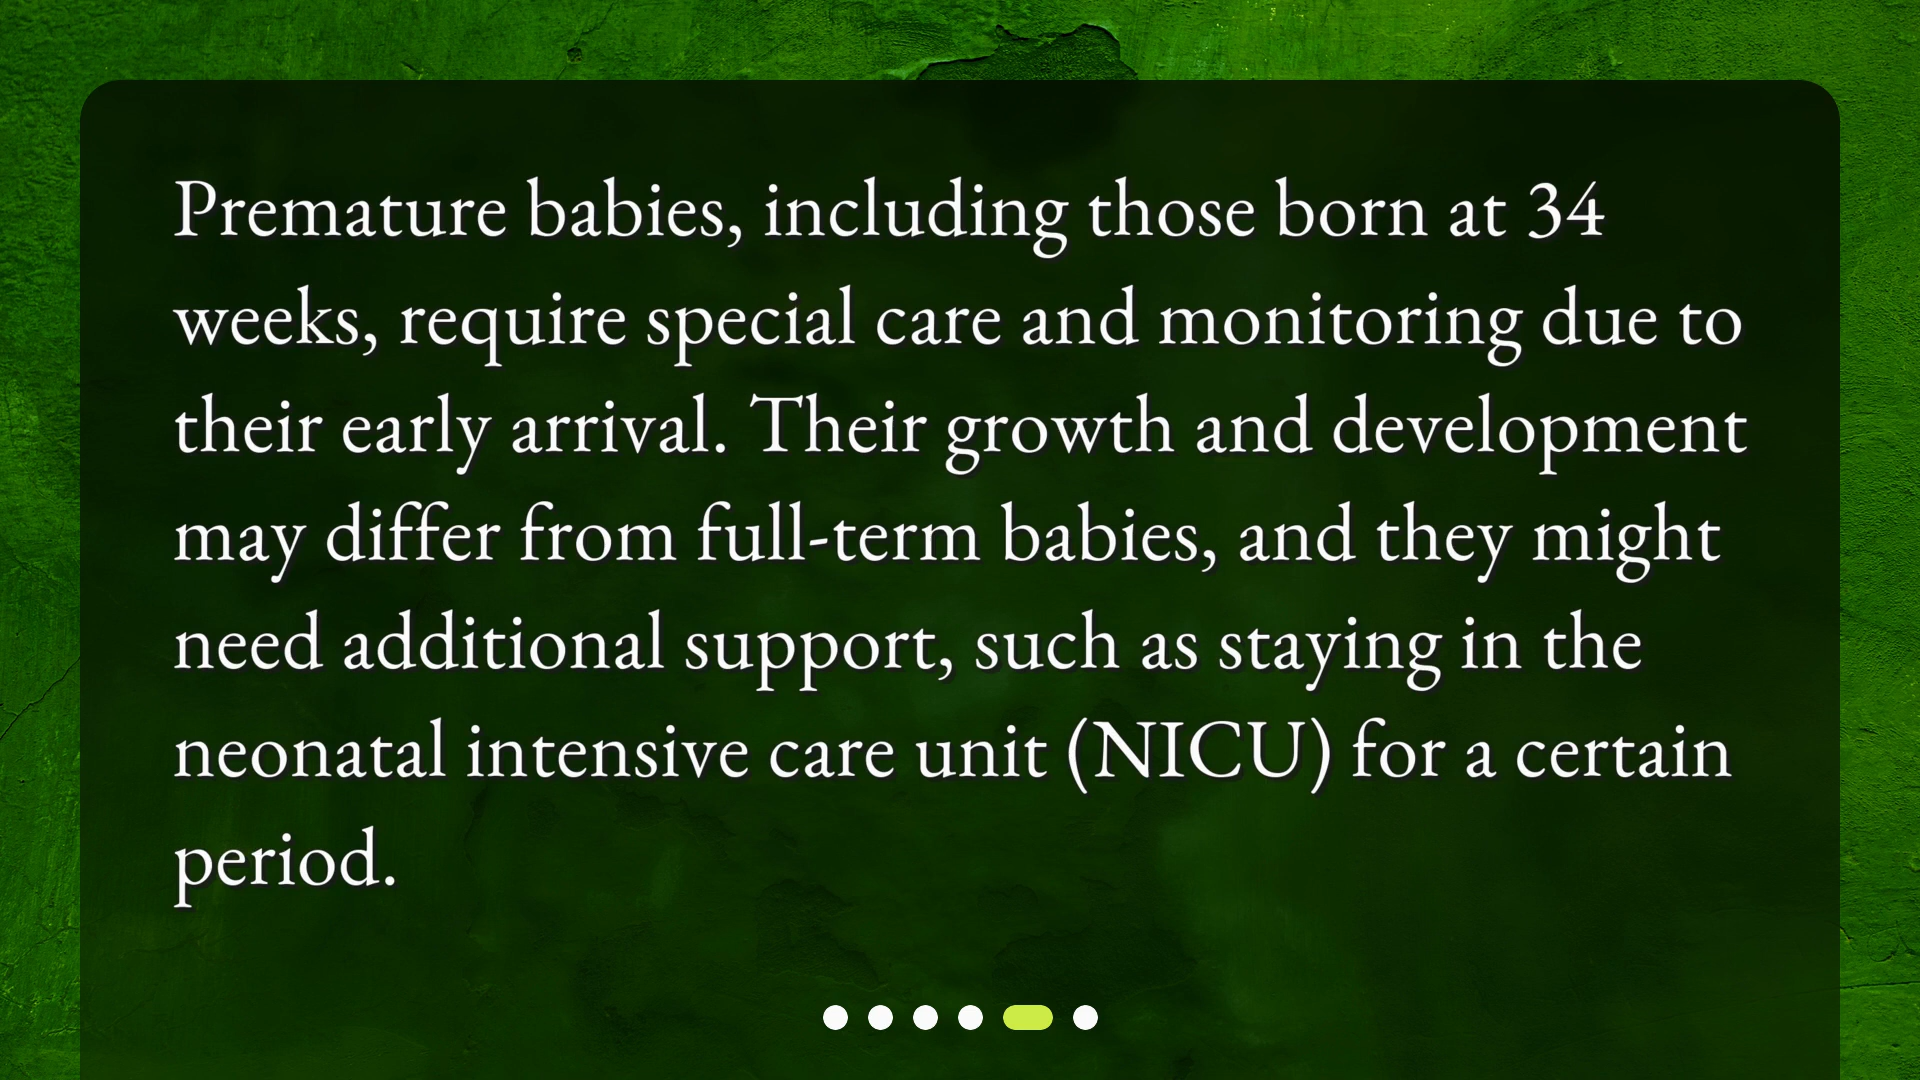 Premature babies, including those born at 34
weeks, require special care and monitoring due to
their early arrival. Their growth and development
may differ from full-term babies, and they might
need additional support, such as staying in the
neonatal intensive care unit (NICU) for a certain
period.